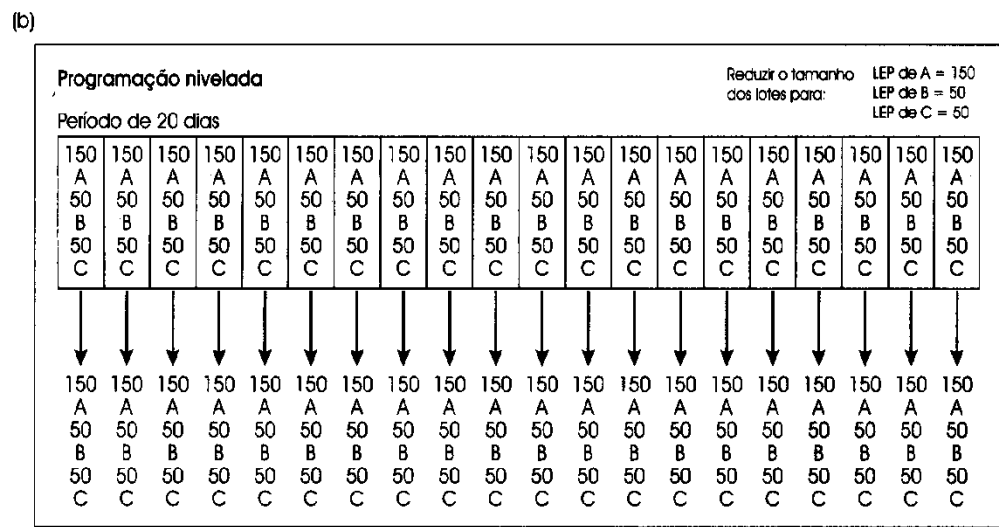 (b)
Programação nivelada
Reduzir o tamanho dos lotes para:
LEP de A = 150
LEP de B = 50
LEP de C = 50
Período de 20 dias
150 150 150 150 150 150 150 150 150 150 150 150 150 150 150 150 150 150 150 150
A A A A A A A A A A A A A A A A A A A A
50 50 50 50 50 50 50 50 50 50 50 50 50 50 50 50 50 50 50 50
B B B B B B B B B B B B B B B B B B B B
50 50 50 50 50 50 50 50 50 50 50 50 50 50 50 50 50 50 50 50
C C C C C C C C C C C C C C C C C C C C
150 150 150 150 150 150 150 150 150 150 150 150 150 150 150 150 150 150 150 150
A A A A A A A A A A A A A A A A A A A A
50 50 50 50 50 50 50 50 50 50 50 50 50 50 50 50 50 50 50 50
B B B B B B B B B B B B B B B B B B B B
50 50 50 50 50 50 50 50 50 50 50 50 50 50 50 50 50 50 50 50
C C C C C C C C C C C C C C C C C C C C